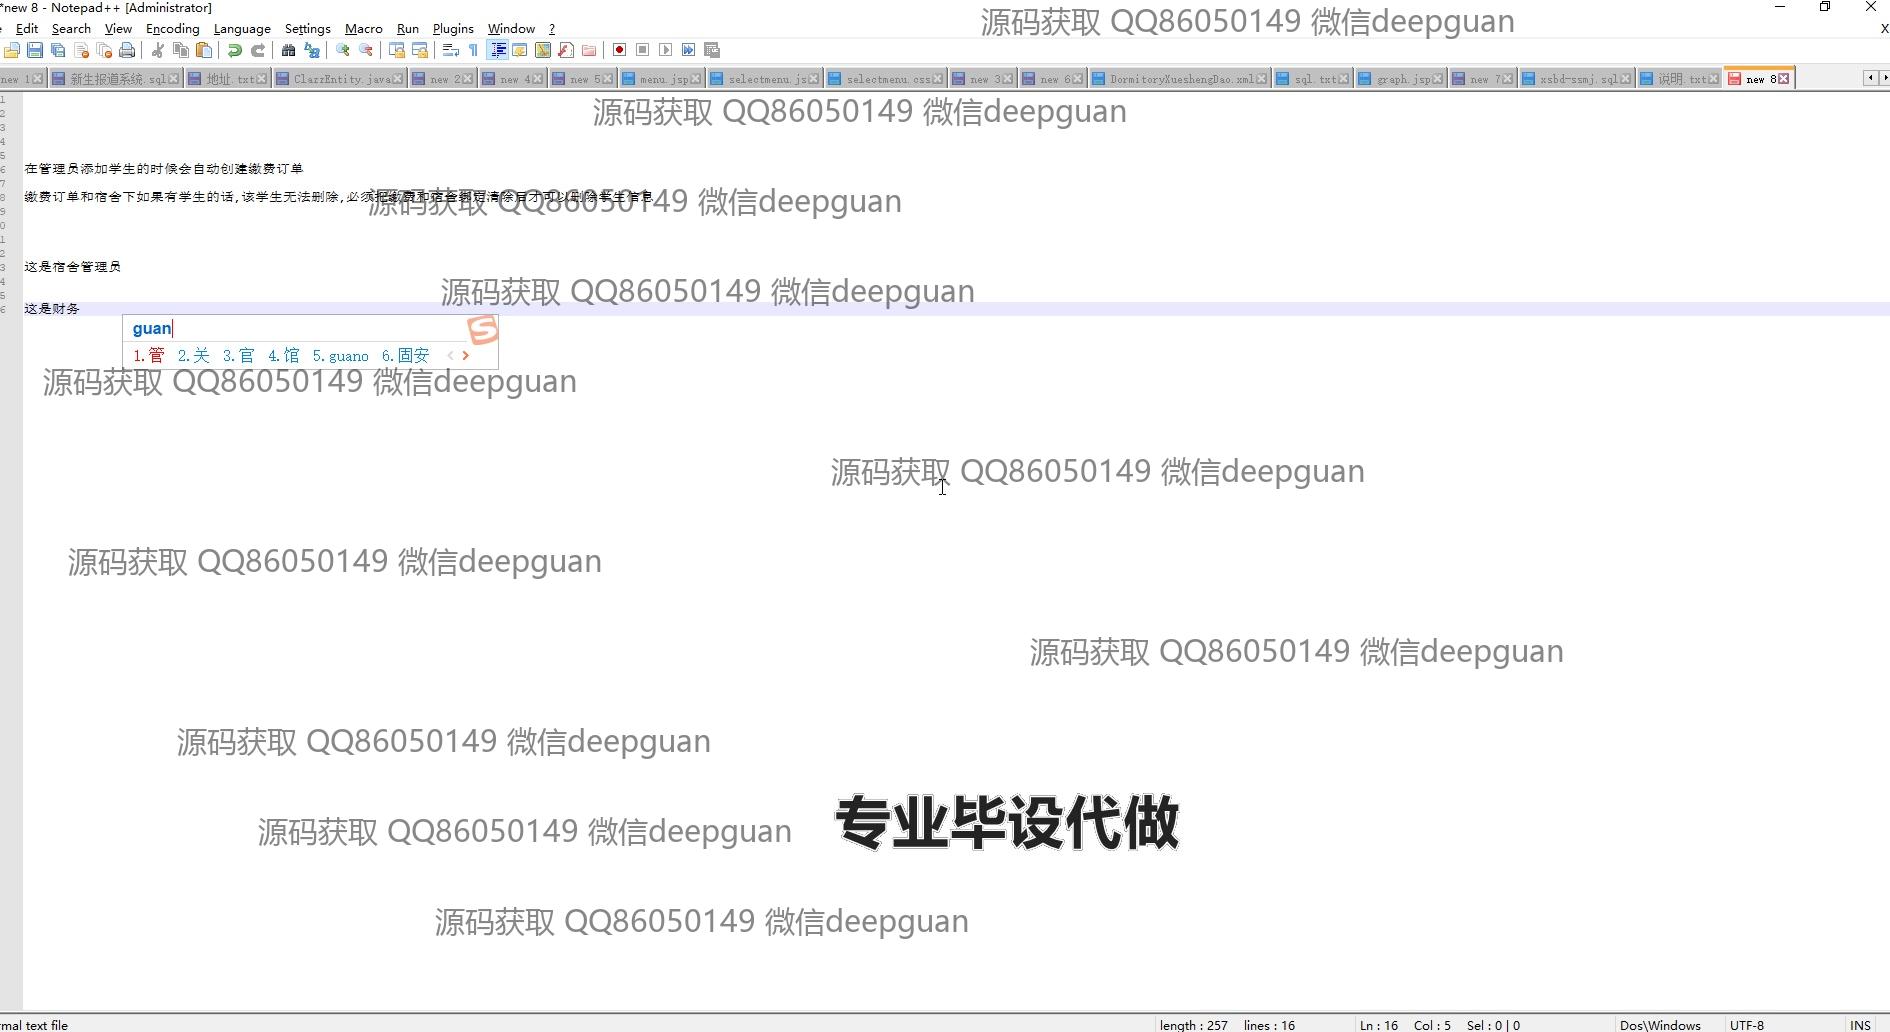 *new 8 - Notepad++ [Administrator]
源码获取 QQ86050149 微信deepguan
Edit Search View Encoding Language Settings Macro Run Plugins Window ?
X
new 1 新生报道系统.sql 地址.txt ClazzEntity.java new 2 new 4 new 5 menu.jsp selectmenu.js selectmenu.css new 3 new 6 DormitoryXueshengDao.xml sql.txt graph.jsp new 7 xsbd-ssmj.sql 说明.txt new 8
源码获取 QQ86050149 微信deepguan
在管理员添加学生的时候会自动创建缴费订单
缴费订单和宿舍下如果有学生的话,该学生无法删除,必须把缴费和宿舍绑定清除后才可以删除学生信息
源码获取 QQ86050149 微信deepguan
这是宿舍管理员
源码获取 QQ86050149 微信deepguan
这是财务
guan
1.管 2.关 3.官 4.馆 5.guano 6.固安
源码获取 QQ86050149 微信deepguan
源码获取 QQ86050149 微信deepguan
源码获取 QQ86050149 微信deepguan
源码获取 QQ86050149 微信deepguan
源码获取 QQ86050149 微信deepguan
专业毕设代做
源码获取 QQ86050149 微信deepguan
源码获取 QQ86050149 微信deepguan
rmal text file length : 257 lines : 16 Ln : 16 Col : 5 Sel : 0 | 0 Dos\Windows UTF-8 INS